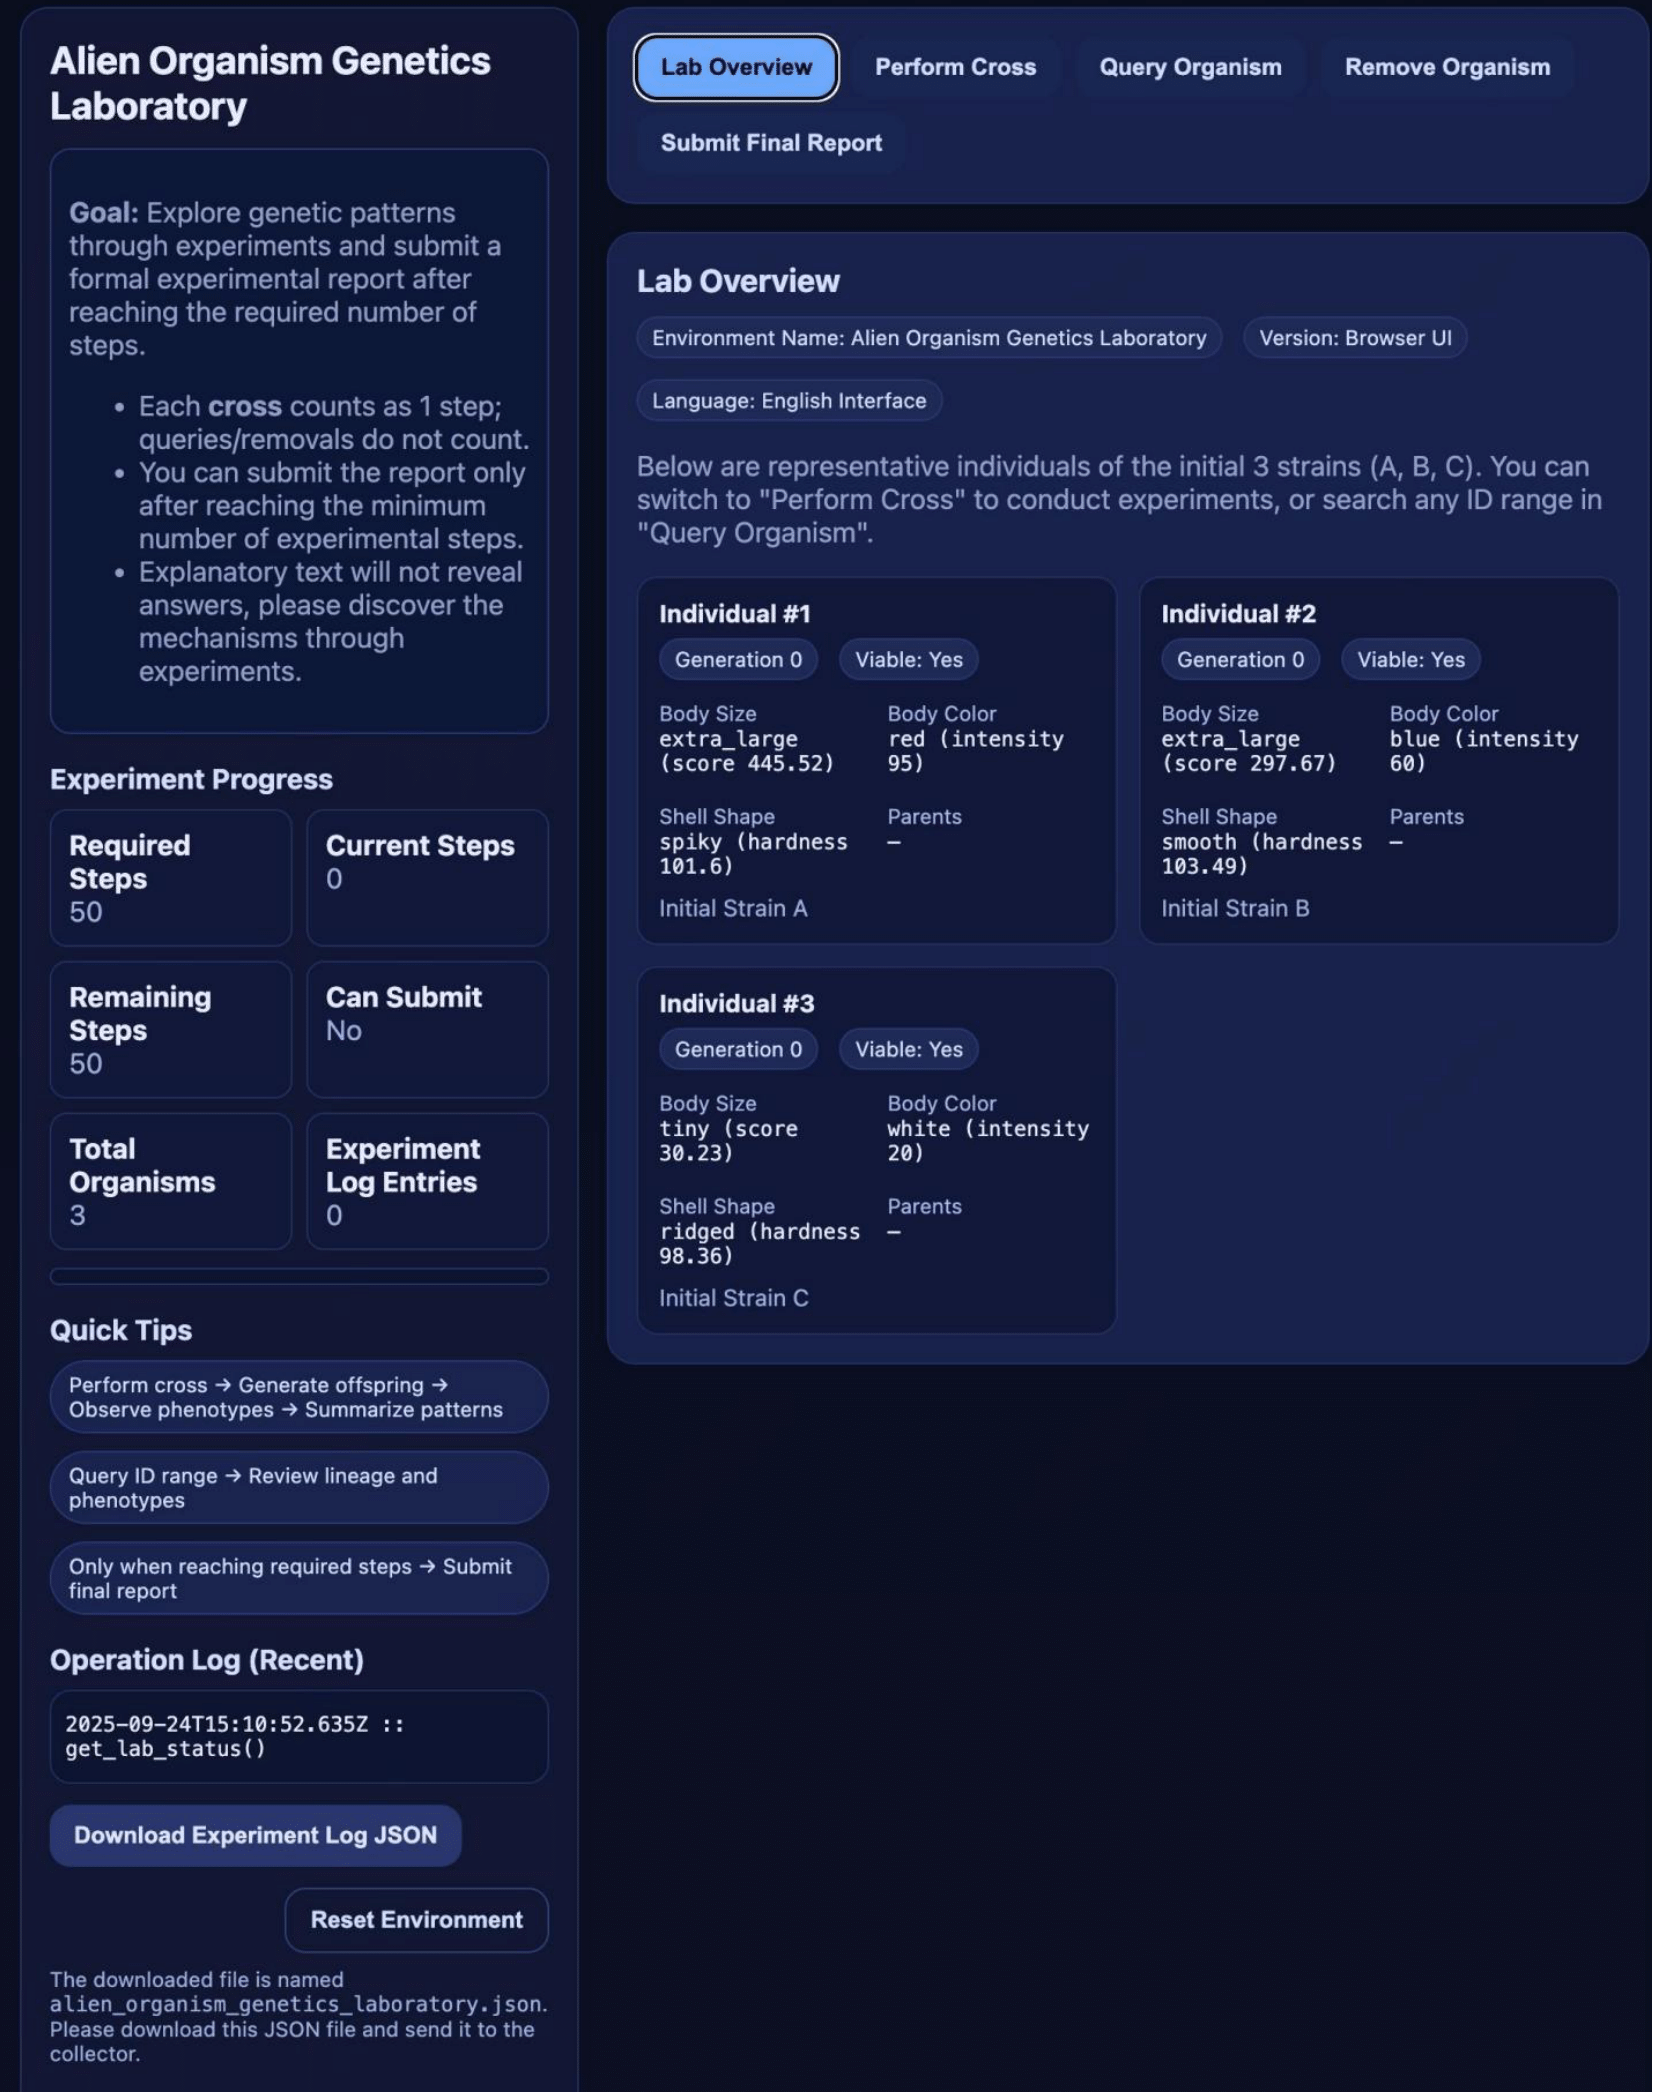 Alien Organism Genetics
Laboratory
Goal: Explore genetic patterns
through experiments and submit a
formal experimental report after
reaching the required number of
steps.
• Each cross counts as 1 step;
queries/removals do not count.
• You can submit the report only
after reaching the minimum
number of experimental steps.
• Explanatory text will not reveal
answers, please discover the
mechanisms through
experiments.
Experiment Progress
Required
Steps
50
Current Steps
0
Remaining
Steps
50
Can Submit
No
Total
Organisms
3
Experiment
Log Entries
0
Quick Tips
Perform cross → Generate offspring →
Observe phenotypes → Summarize patterns
Query ID range → Review lineage and
phenotypes
Only when reaching required steps → Submit
final report
Operation Log (Recent)
2025-09-24T15:10:52.635Z ::
get_lab_status()
Download Experiment Log JSON
Reset Environment
The downloaded file is named
alien_organism_genetics_laboratory.json.
Please download this JSON file and send it to the
collector.
Lab Overview
Perform Cross
Query Organism
Remove Organism
Submit Final Report
Lab Overview
Environment Name: Alien Organism Genetics Laboratory
Version: Browser UI
Language: English Interface
Below are representative individuals of the initial 3 strains (A, B, C). You can
switch to "Perform Cross" to conduct experiments, or search any ID range in
"Query Organism".
Individual #1
Generation 0
Viable: Yes
Body Size
extra_large
(score 445.52)
Body Color
red (intensity
95)
Shell Shape
spiky (hardness
101.6)
Parents
—
Initial Strain A
Individual #2
Generation 0
Viable: Yes
Body Size
extra_large
(score 297.67)
Body Color
blue (intensity
60)
Shell Shape
smooth (hardness
103.49)
Parents
—
Initial Strain B
Individual #3
Generation 0
Viable: Yes
Body Size
tiny (score
30.23)
Body Color
white (intensity
20)
Shell Shape
ridged (hardness
98.36)
Parents
—
Initial Strain C